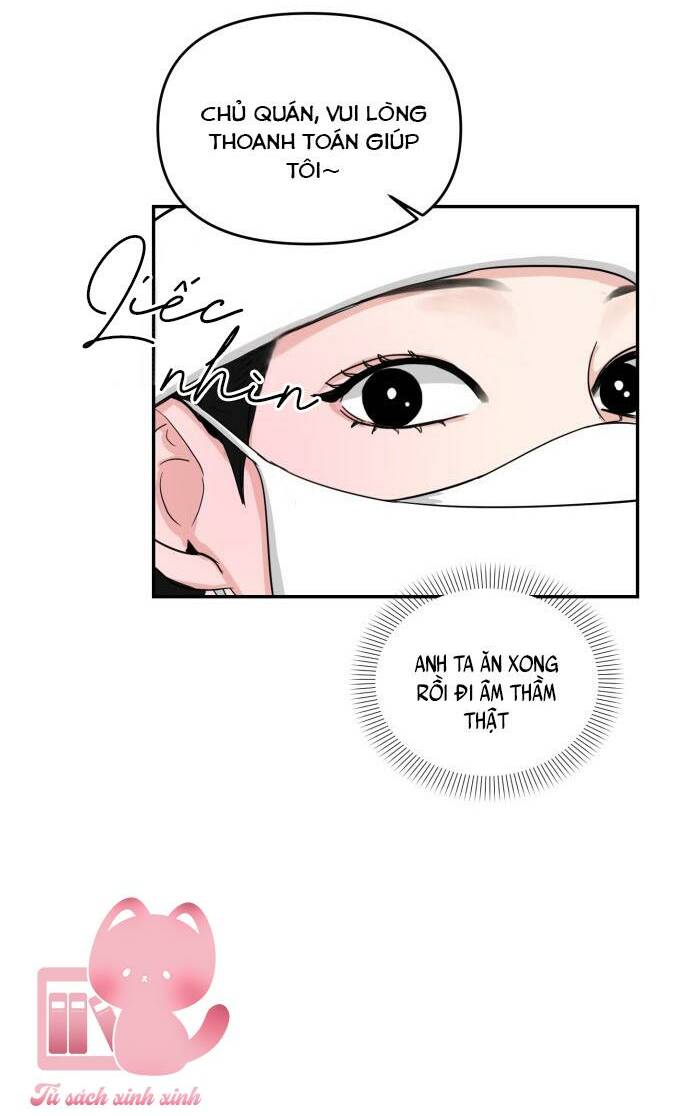 CHỦ QUÁN, VUI LÒNG
THOANH TOÁN GIÚP
TÔI~
Liếc
nhìn
ANH TA ĂN XONG
RỒI ĐI ÂM THẦM
THẬT
Tủ sách xinh xinh